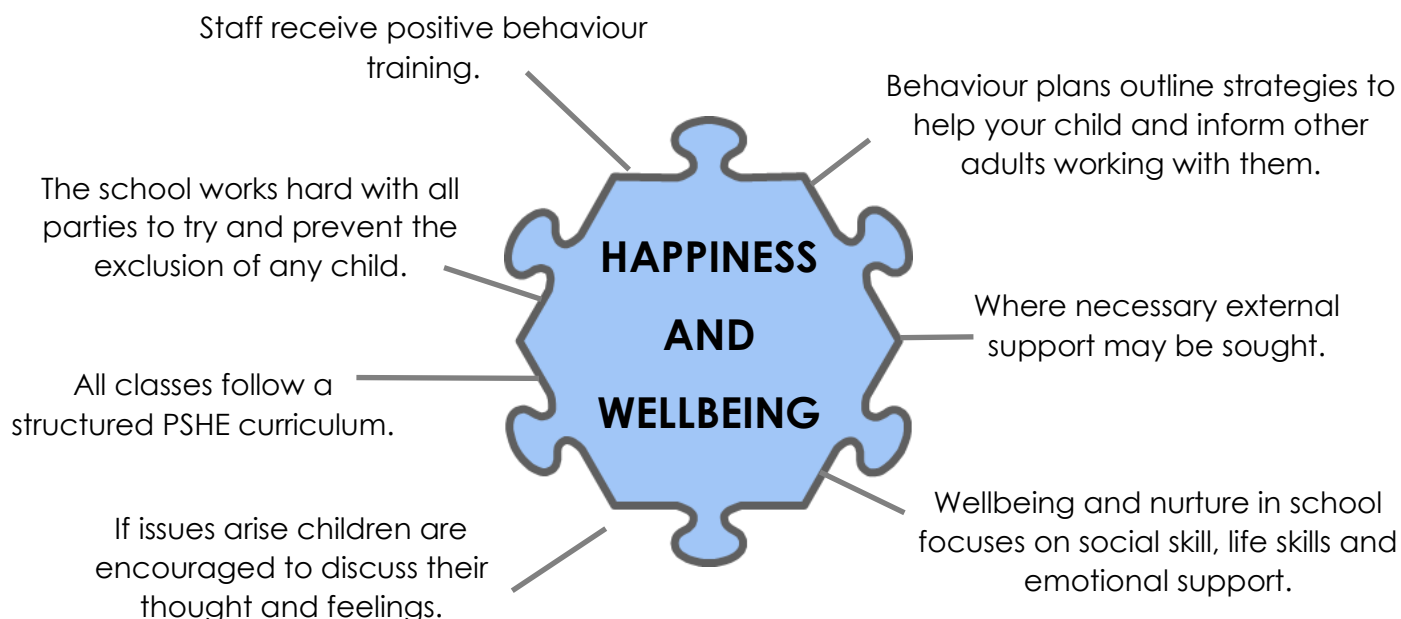 Staff receive positive behaviour
training.
Behaviour plans outline strategies to
help your child and inform other
adults working with them.
The school works hard with all
parties to try and prevent the
exclusion of any child.
HAPPINESS
AND
WELLBEING
Where necessary external
support may be sought.
All classes follow a
structured PSHE curriculum.
Wellbeing and nurture in school
focuses on social skill, life skills and
emotional support.
If issues arise children are
encouraged to discuss their
thought and feelings.